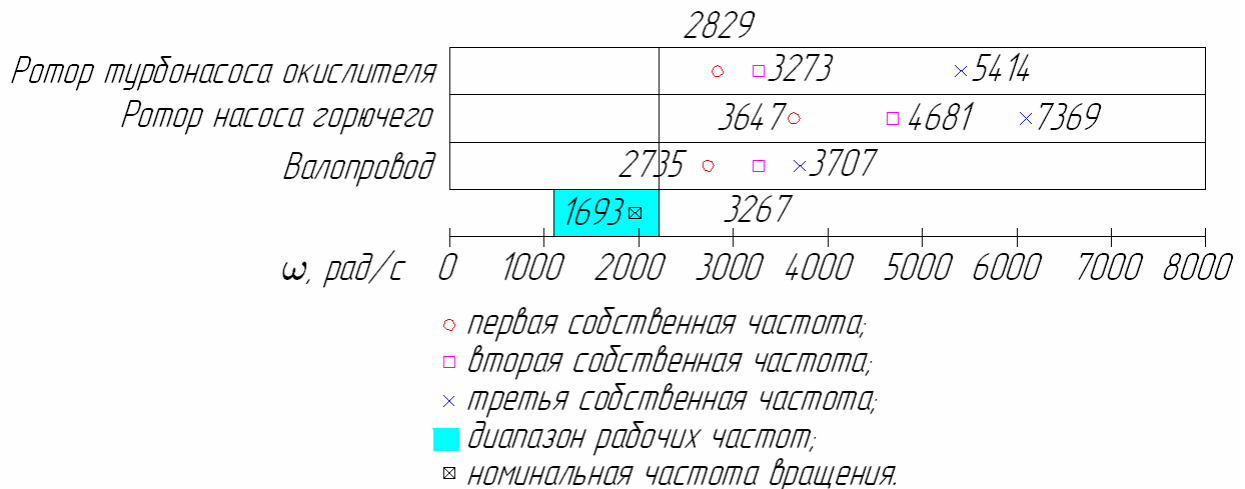 2829
Ротор турбонасоса окислителя 3273 5414
Ротор насоса горючего 3647 4681 7369
Валопровод 2735 3707
1693 3267
ω, рад/с 0 1000 2000 3000 4000 5000 6000 7000 8000
первая собственная частота;
вторая собственная частота;
третья собственная частота;
диапазон рабочих частот;
номинальная частота вращения.